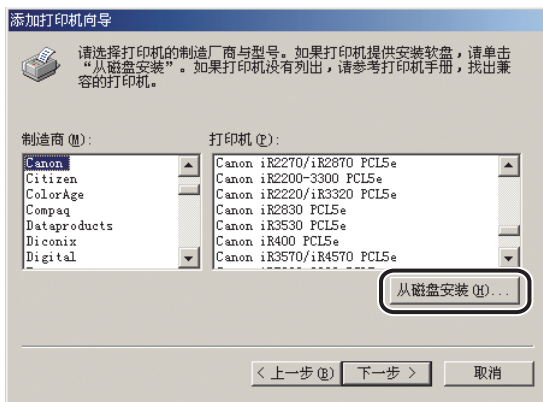 添加打印机向导
请选择打印机的制造厂商与型号。如果打印机提供安装软盘，请单击
“从磁盘安装”。如果打印机没有列出，请参考打印机手册，找出兼
容的打印机。
制造商(M):
打印机(P):
Canon
Citizen
ColorAge
Compaq
Dataproducts
Diconix
Digital
Canon iR2270/iR2870 PCL5e
Canon iR2200-3300 PCL5e
Canon iR2220/iR3320 PCL5e
Canon iR2830 PCL5e
Canon iR3530 PCL5e
Canon iR400 PCL5e
Canon iR3570/iR4570 PCL5e
从磁盘安装(H)...
< 上一步(B)
下一步 >
取消